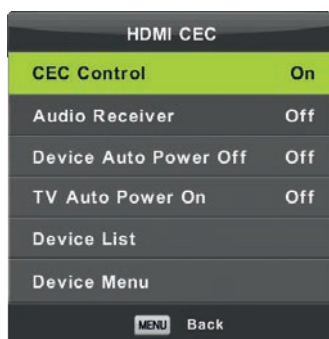 HDMI CEC
CEC Control On
Audio Receiver Off
Device Auto Power Off Off
TV Auto Power On Off
Device List
Device Menu
MENU Back